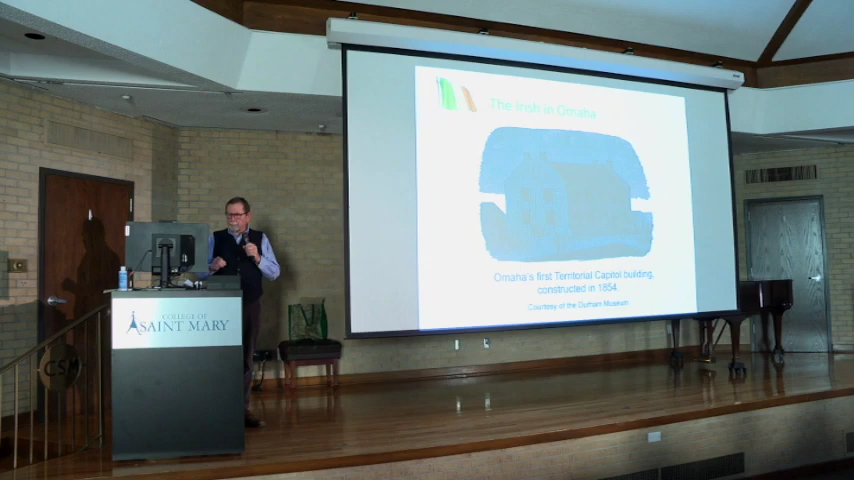 The Irish in Omaha
Omaha's first Territorial Capitol building,
constructed in 1854.
Courtesy of the Durham Museum
COLLEGE OF
SAINT MARY
CSM